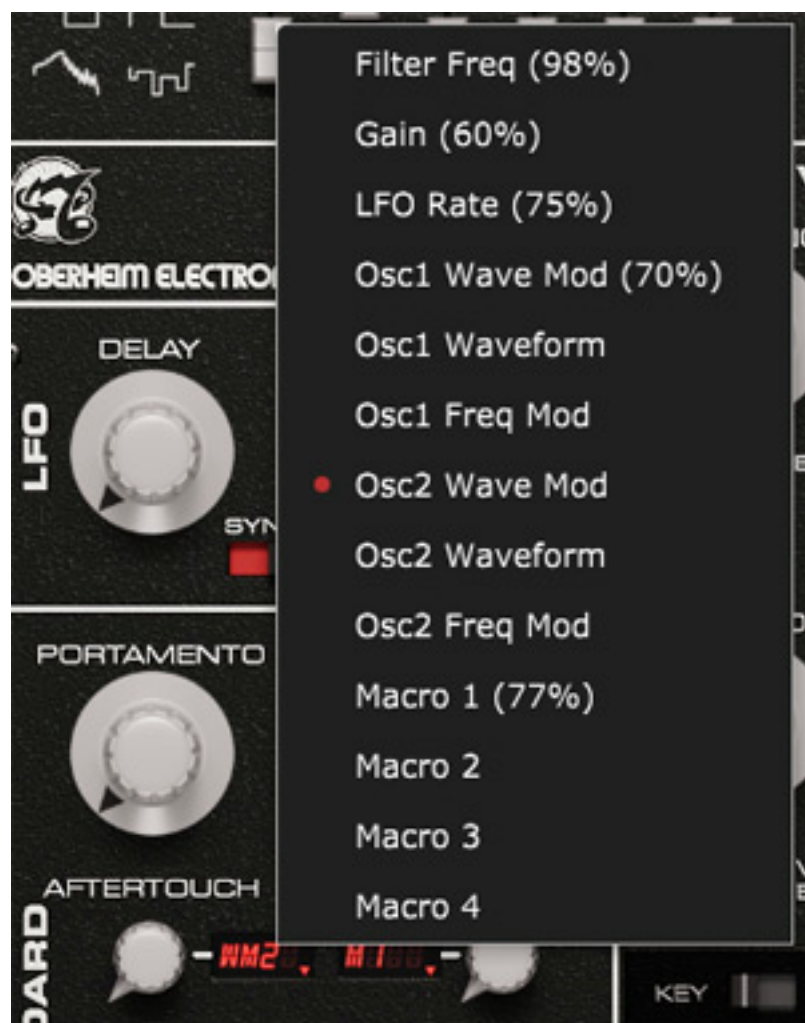 Filter Freq (98%)
Gain (60%)
LFO Rate (75%)
OBERHEIM ELECTRO
Osc1 Wave Mod (70%)
DELAY
Osc1 Waveform
LFO
Osc1 Freq Mod
Osc2 Wave Mod
SYN
Osc2 Waveform
Osc2 Freq Mod
PORTAMENTO
Macro 1 (77%)
Macro 2
Macro 3
AFTERTOUCH
Macro 4
OARD
WM2
M1
KEY